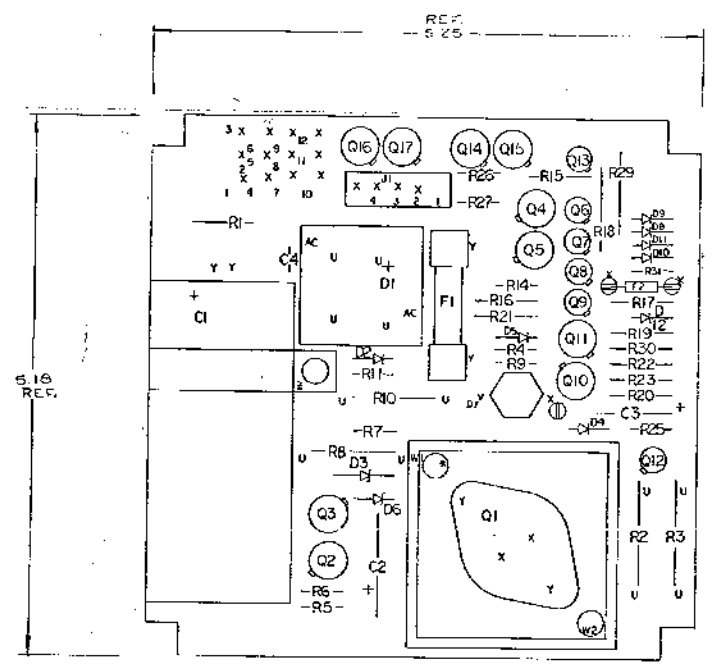 REF.
5.25
3 X X X 12 X
X 6 X 9 X 11 X
5
2 X X 8 X X
1 4 7 10
Q16 Q17 Q14 Q15 Q13
J1
X X X X
4 3 2 1
R26
R27
R15
R29
Q4 Q6
R18
R1
Q5 Q7
D9
D8
D11
D10
C4
AC U U + D1
Y
Y Y
Q8
R31
X F2 X
R14
R16
R21
Q9
R17
+
C1
U U AC
F1
D5
Q11
D 12
R19
R4
R30
R9
D2
R11
Y
R22
Q10
R23
R20
Z
U R10 U
D7 Y X
C3 +
5.18
REF.
R7
D4
R25
U R8 U
W1 *
Q12
D3
D6
Q3
Q2
C2
+
R6
R5
Y Q1
X
X
Y
W2
U U
R2 R3
U U